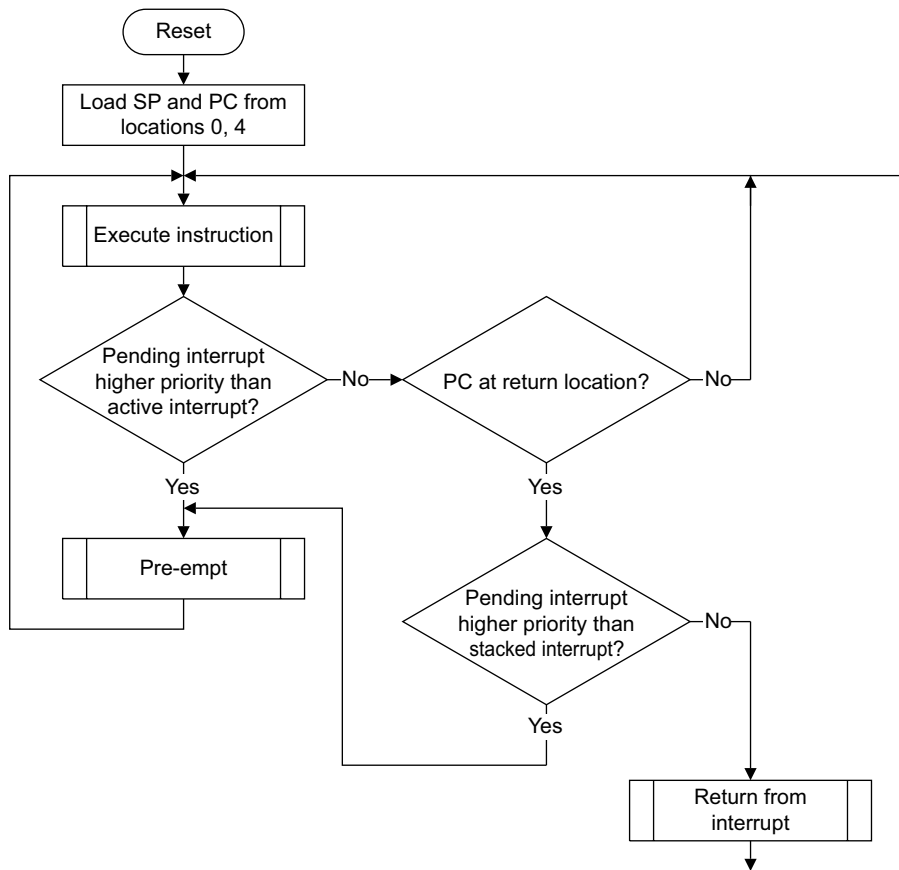 Reset
Load SP and PC from
locations 0, 4
Execute instruction
Pending interrupt
higher priority than
active interrupt?
No
PC at return location?
No
Yes
Yes
Pre-empt
Pending interrupt
higher priority than
stacked interrupt?
No
Yes
Return from
interrupt